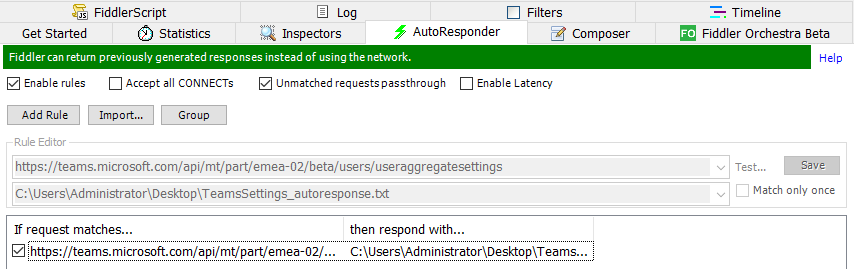 FiddlerScript Log Filters Timeline
Get Started Statistics Inspectors AutoResponder Composer FO Fiddler Orchestra Beta
Fiddler can return previously generated responses instead of using the network. Help
Enable rules Accept all CONNECTs Unmatched requests passthrough Enable Latency
Add Rule Import... Group
Rule Editor
https://teams.microsoft.com/api/mt/part/emea-02/beta/users/useraggregatesettings Test... Save
C:\Users\Administrator\Desktop\TeamsSettings_autoresponse.txt Match only once
If request matches... then respond with...
https://teams.microsoft.com/api/mt/part/emea-02/... C:\Users\Administrator\Desktop\Teams...